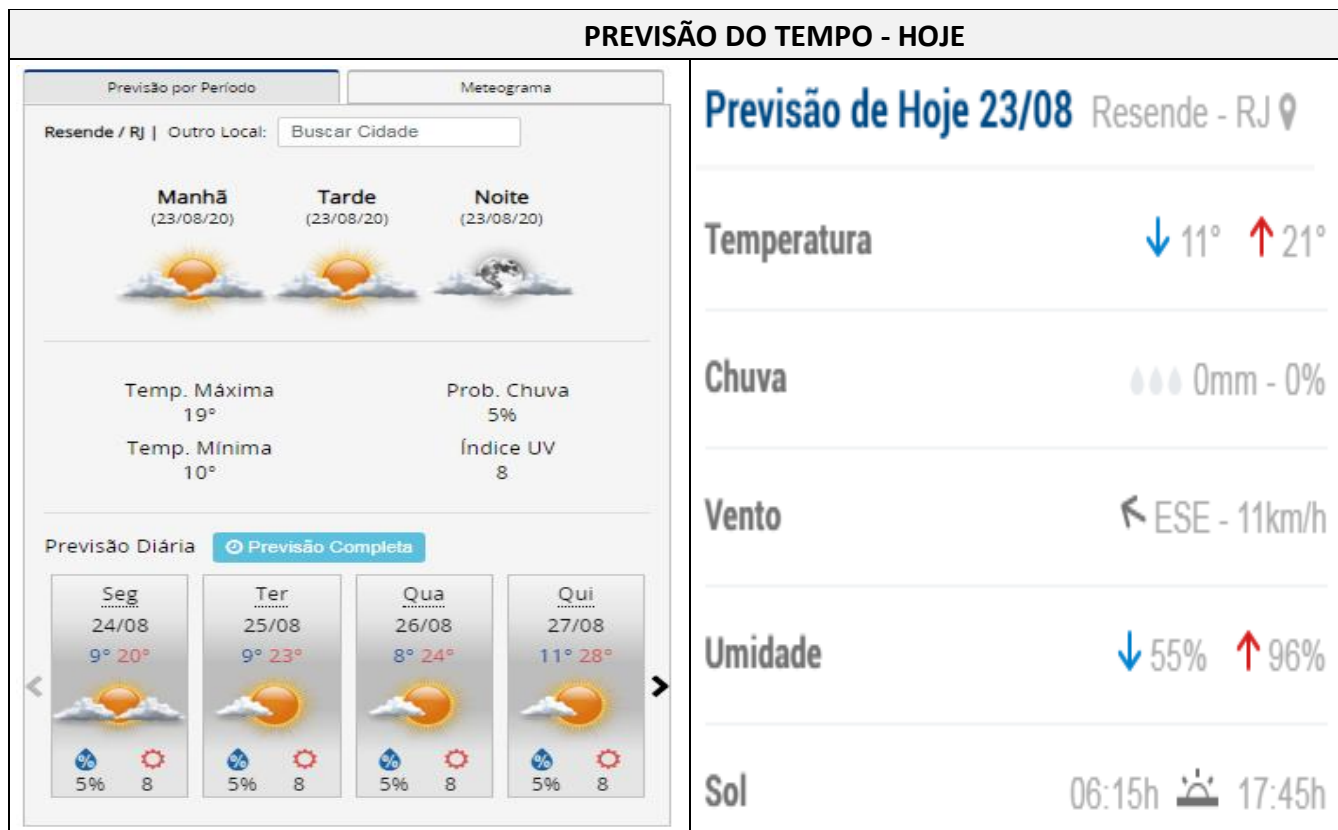 PREVISÃO DO TEMPO - HOJE
Previsão por Período
Meteograma
Resende / RJ | Outro Local: Buscar Cidade
Manhã Tarde Noite
(23/08/20) (23/08/20) (23/08/20)
Temp. Máxima Prob. Chuva
19° 5%
Temp. Mínima Índice UV
10° 8
Previsão Diária Previsão Completa
Seg Ter Qua Qui
24/08 25/08 26/08 27/08
9° 20° 9° 23° 8° 24° 11° 28°
% % % %
5% 8 5% 8 5% 8 5% 8
Previsão de Hoje 23/08 Resende - RJ
Temperatura 11° 21°
Chuva 0mm - 0%
Vento ESE - 11km/h
Umidade 55% 96%
Sol 06:15h 17:45h